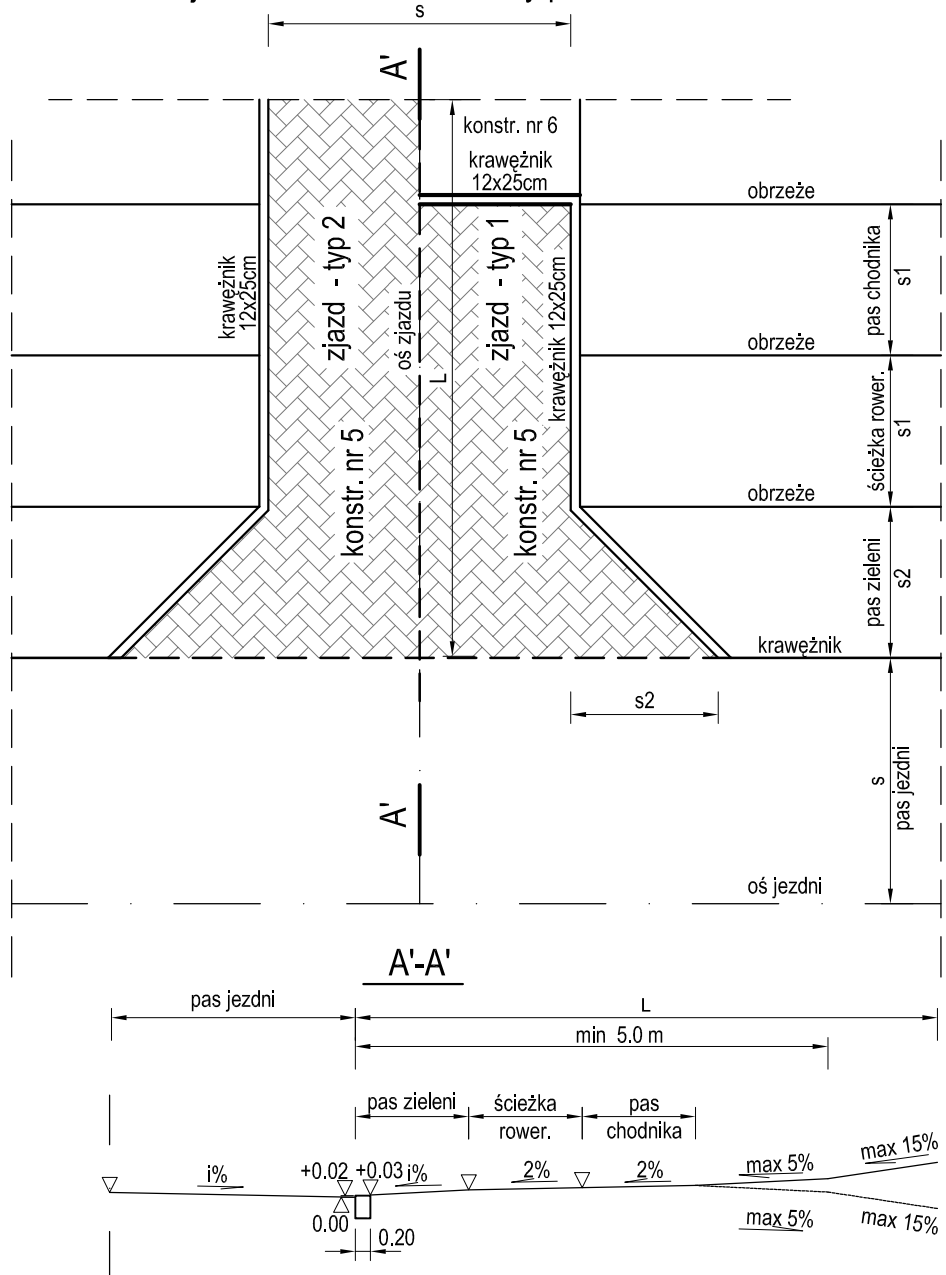 s
A'
konstr. nr 6
krawężnik
12x25cm
obrzeże
zjazd - typ 2
zjazd - typ 1
krawężnik
12x25cm
oś zjazdu
L
krawężnik 12x25cm
pas chodnika
s1
obrzeże
konstr. nr 5
konstr. nr 5
ścieżka rower.
s1
obrzeże
pas zieleni
s2
krawężnik
s2
s
pas jezdni
A'
oś jezdni
A'-A'
pas jezdni
L
min 5.0 m
pas zieleni
ścieżka
rower.
pas
chodnika
i%
+0.02
+0.03
i%
2%
2%
max 5%
max 15%
0.00
0.20
max 5%
max 15%